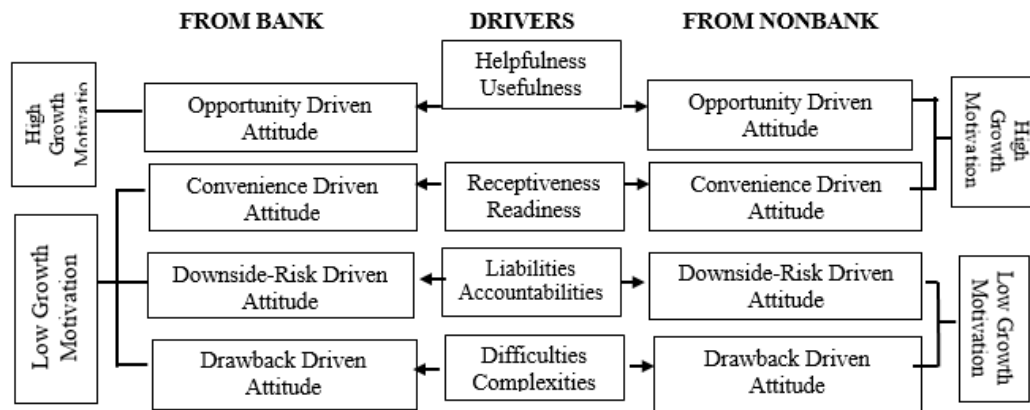 FROM BANK
DRIVERS
FROM NONBANK
High
Growth
Motivatio
Opportunity Driven
Attitude
Helpfulness
Usefulness
Opportunity Driven
Attitude
High
Growth
Motivation
Convenience Driven
Attitude
Receptiveness
Readiness
Convenience Driven
Attitude
Low Growth
Motivation
Downside-Risk Driven
Attitude
Liabilities
Accountabilities
Downside-Risk Driven
Attitude
Low Growth
Motivation
Drawback Driven
Attitude
Difficulties
Complexities
Drawback Driven
Attitude